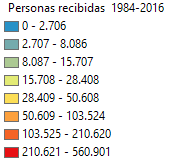 Personas recibidas 1984-2016
0 - 2.706
2.707 - 8.086
8.087 - 15.707
15.708 - 28.408
28.409 - 50.608
50.609 - 103.524
103.525 - 210.620
210.621 - 560.901